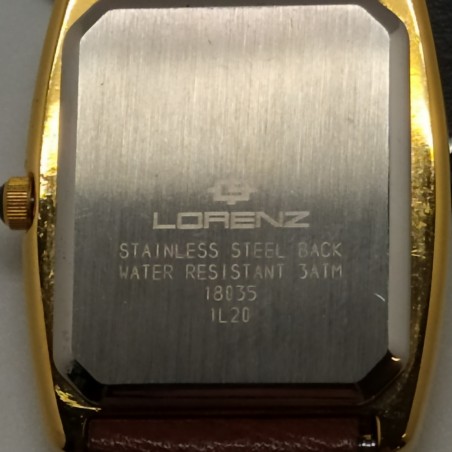 LORENZ
STAINLESS STEEL BACK
WATER RESISTANT 3ATM
18035
1L20